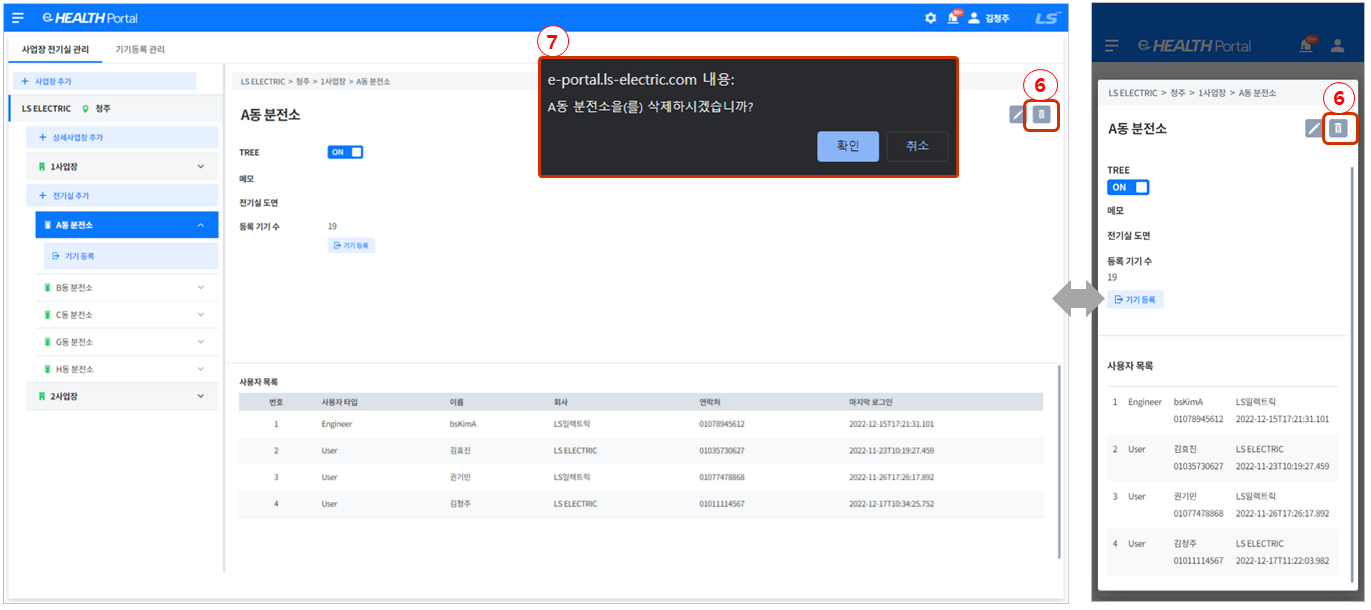 e HEALTH Portal
99+
김청주
LS
사업장 전기실 관리
기기등록 관리
+ 사업장 추가
LS ELECTRIC 청주
+ 상세사업장 추가
1사업장
+ 전기실 추가
A동 분전소
기기 등록
B동 분전소
C동 분전소
G동 분전소
H동 분전소
2사업장
LS ELECTRIC > 청주 > 1사업장 > A동 분전소
A동 분전소
6
TREE
ON
메모
전기실 도면
등록 기기 수
19
기기 등록
7
e-portal.ls-electric.com 내용:
A동 분전소을(를) 삭제하시겠습니까?
확인
취소
사용자 목록
번호 사용자 타입 이름 회사 연락처 마지막 로그인
1 Engineer bsKimA LS일렉트릭 01078945612 2022-12-15T17:21:31.101
2 User 김효진 LS ELECTRIC 01035730627 2022-11-23T10:19:27.459
3 User 권기민 LS일렉트릭 01077478868 2022-11-26T17:26:17.892
4 User 김청주 LS ELECTRIC 01011114567 2022-12-17T10:34:25.752
e HEALTH Portal
99+
LS ELECTRIC > 청주 > 1사업장 > A동 분전소
6
A동 분전소
TREE
ON
메모
전기실 도면
등록 기기 수
19
기기 등록
사용자 목록
1 Engineer bsKimA LS일렉트릭
01078945612 2022-12-15T17:21:31.101
2 User 김효진 LS ELECTRIC
01035730627 2022-11-23T10:19:27.459
3 User 권기민 LS일렉트릭
01077478868 2022-11-26T17:26:17.892
4 User 김청주 LS ELECTRIC
01011114567 2022-12-17T11:22:03.982